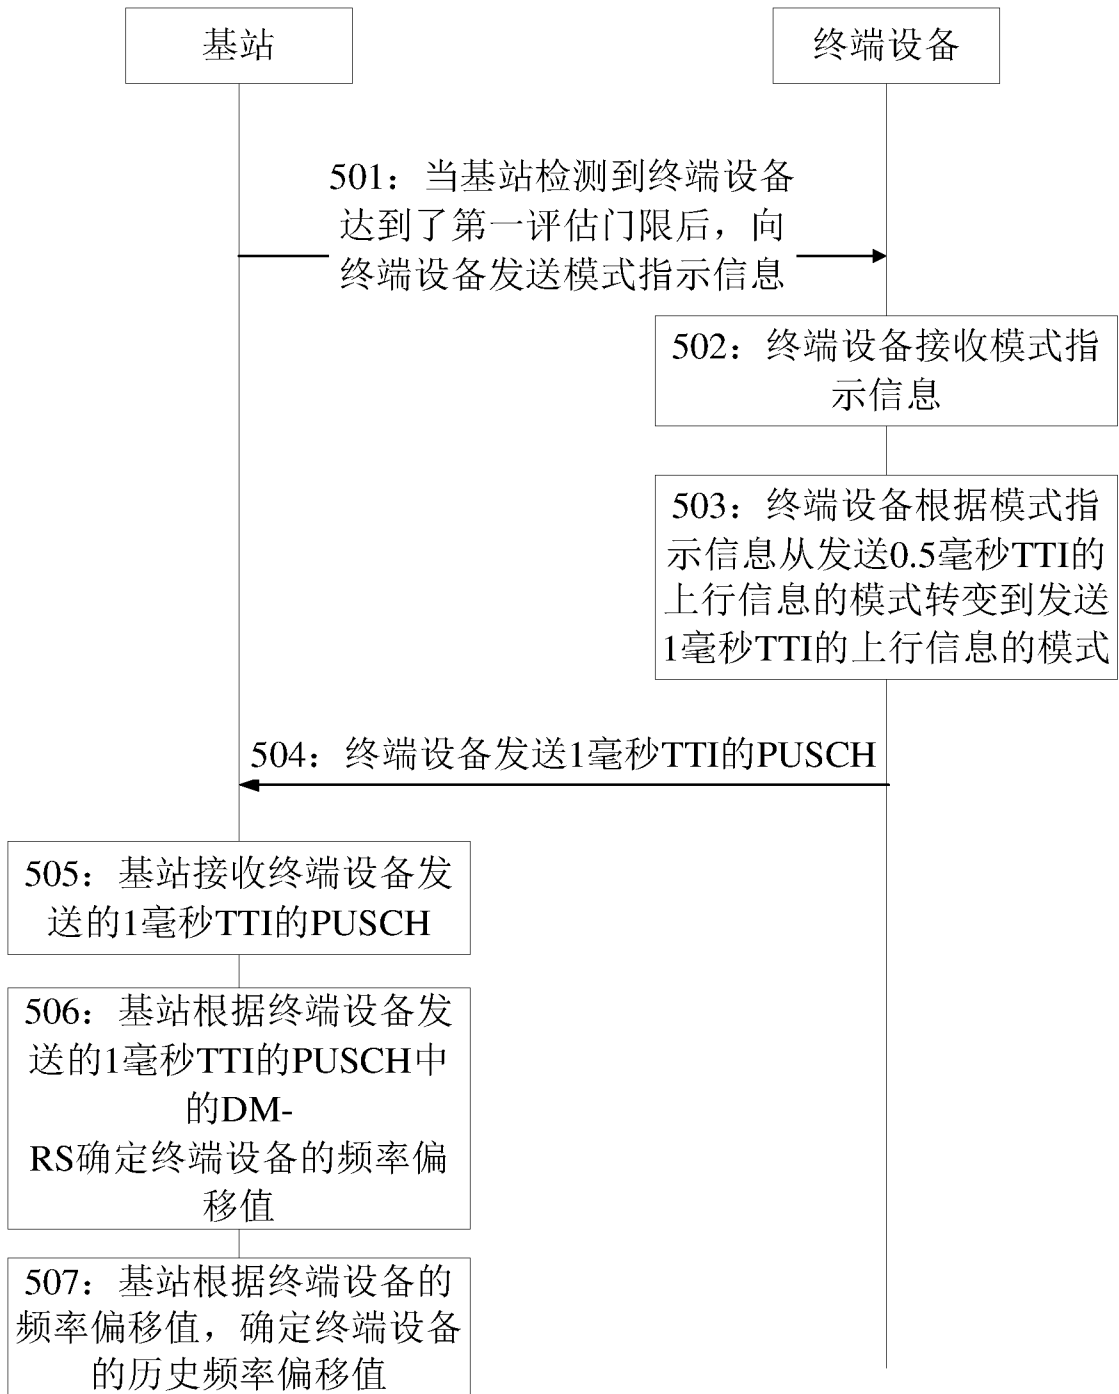 基站
终端设备
501：当基站检测到终端设备
达到了第一评估门限后，向
终端设备发送模式指示信息
502：终端设备接收模式指
示信息
503：终端设备根据模式指
示信息从发送0.5毫秒TTI的
上行信息的模式转变到发送
1毫秒TTI的上行信息的模式
504：终端设备发送1毫秒TTI的PUSCH
505：基站接收终端设备发
送的1毫秒TTI的PUSCH
506：基站根据终端设备发
送的1毫秒TTI的PUSCH中
的DM-
RS确定终端设备的频率偏
移值
507：基站根据终端设备的
频率偏移值，确定终端设备
的历史频率偏移值